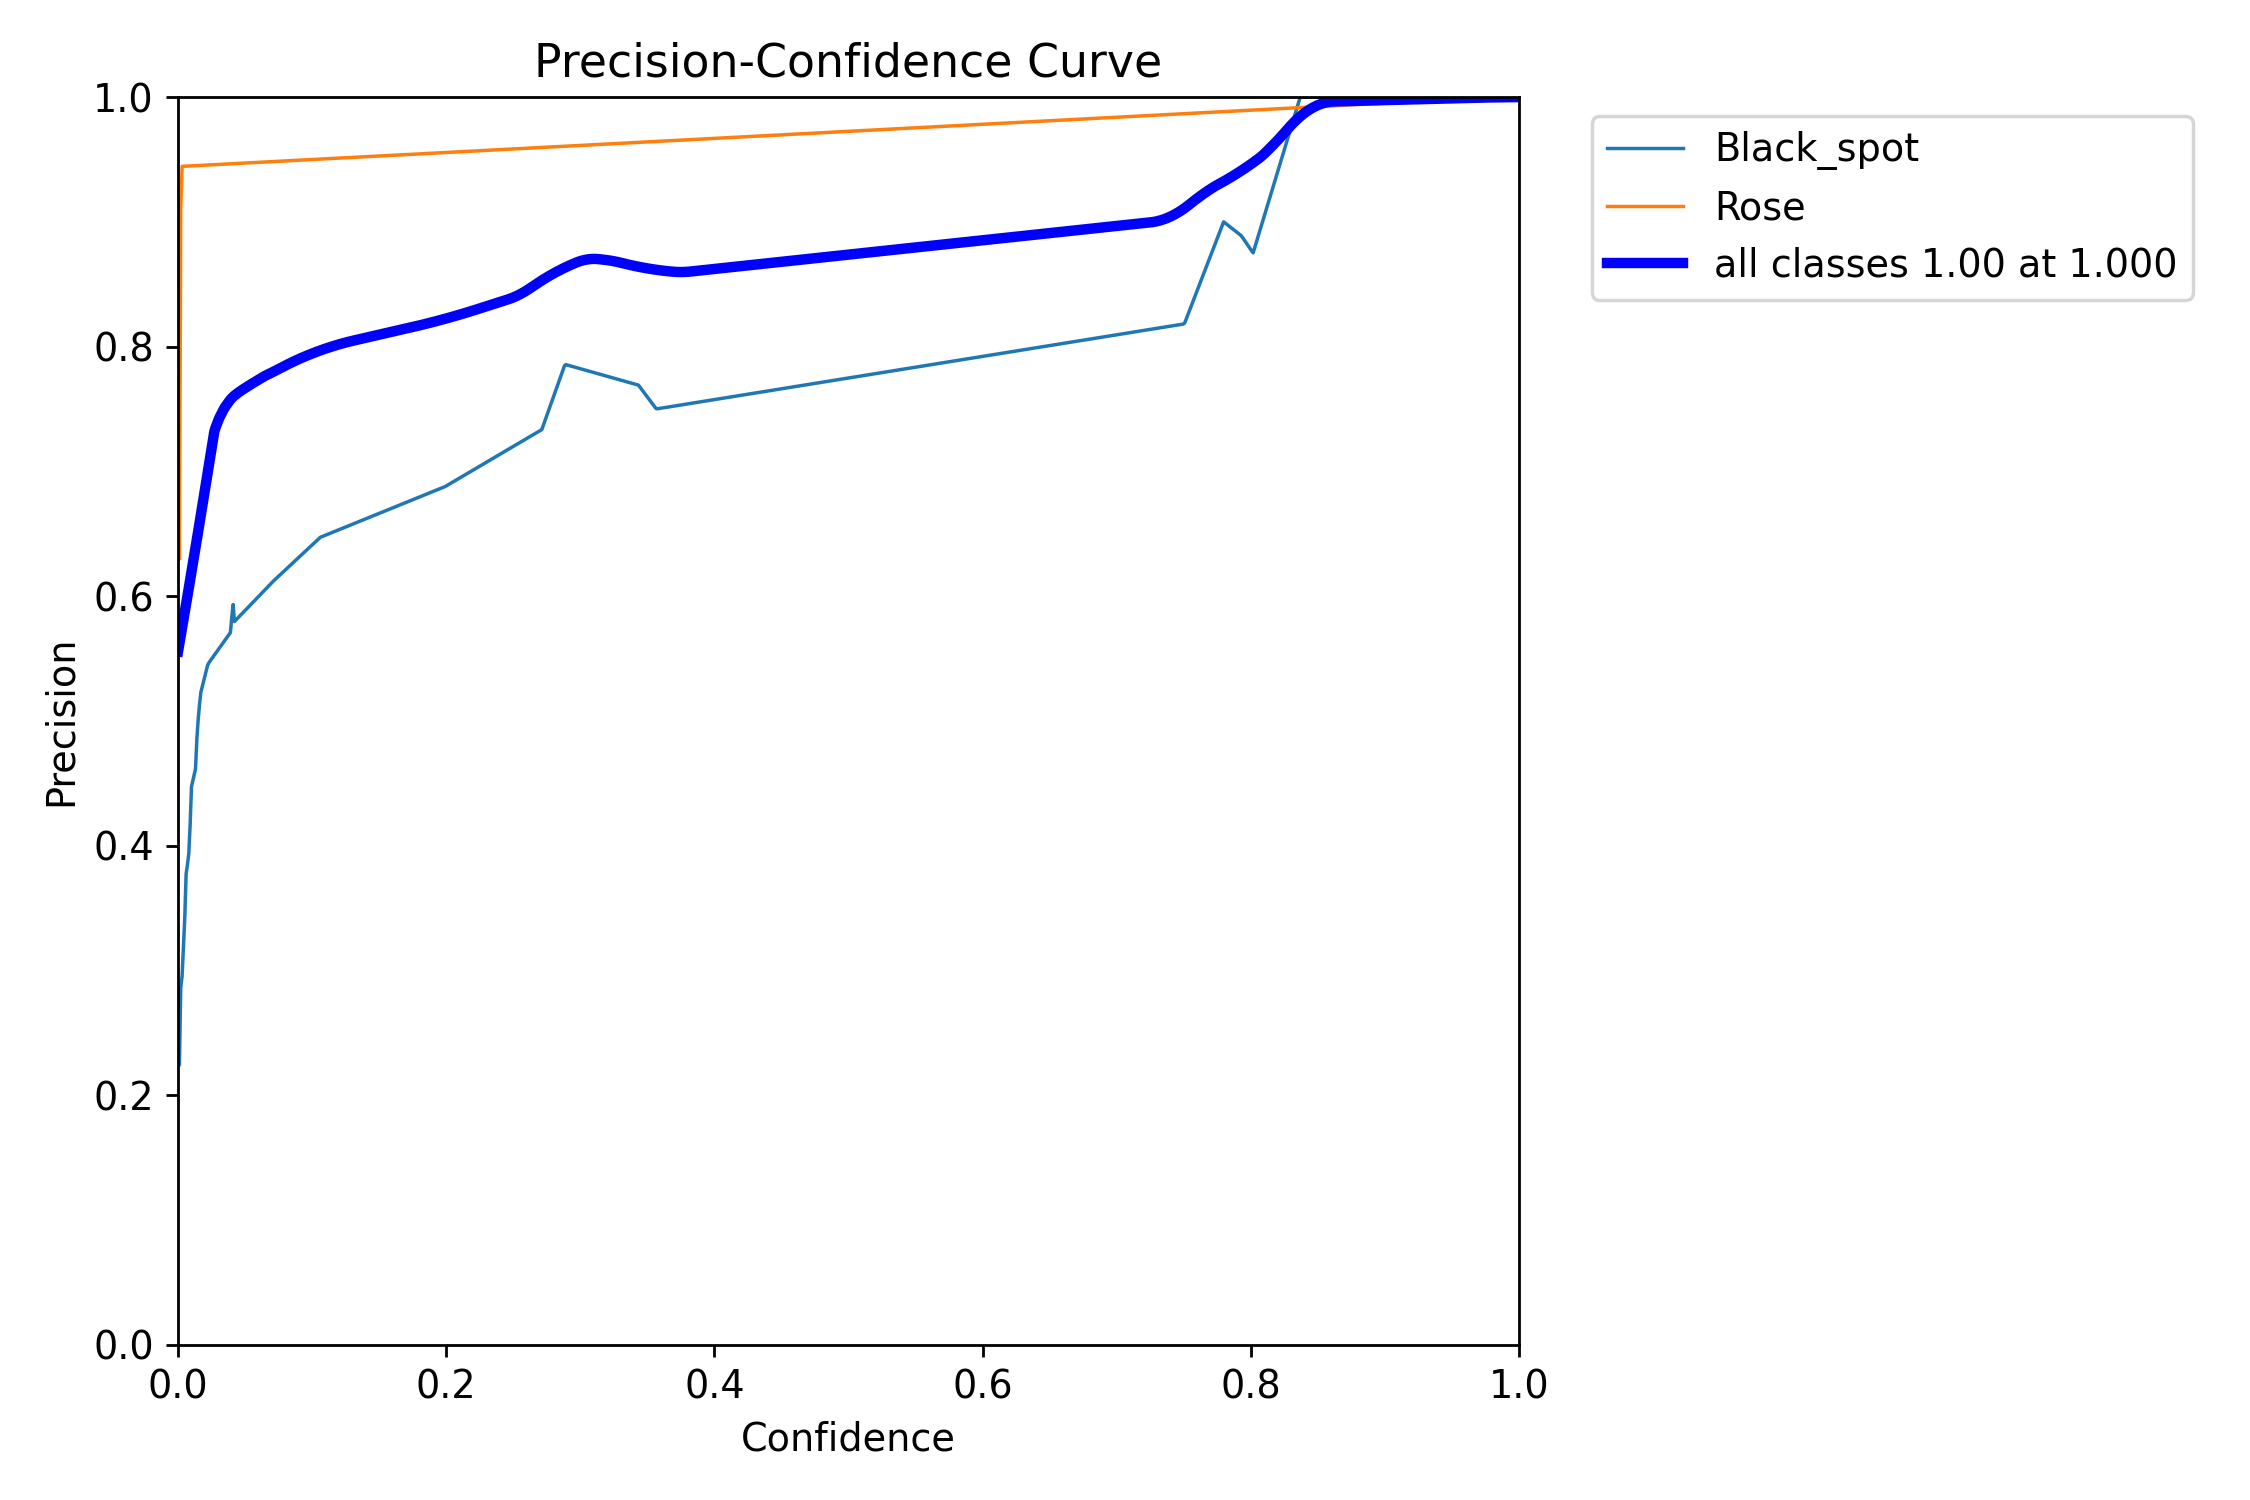 Precision-Confidence Curve
1.0
0.8
0.6
0.4
0.2
0.0
Precision
0.0 0.2 0.4 0.6 0.8 1.0
Confidence
Black_spot
Rose
all classes 1.00 at 1.000